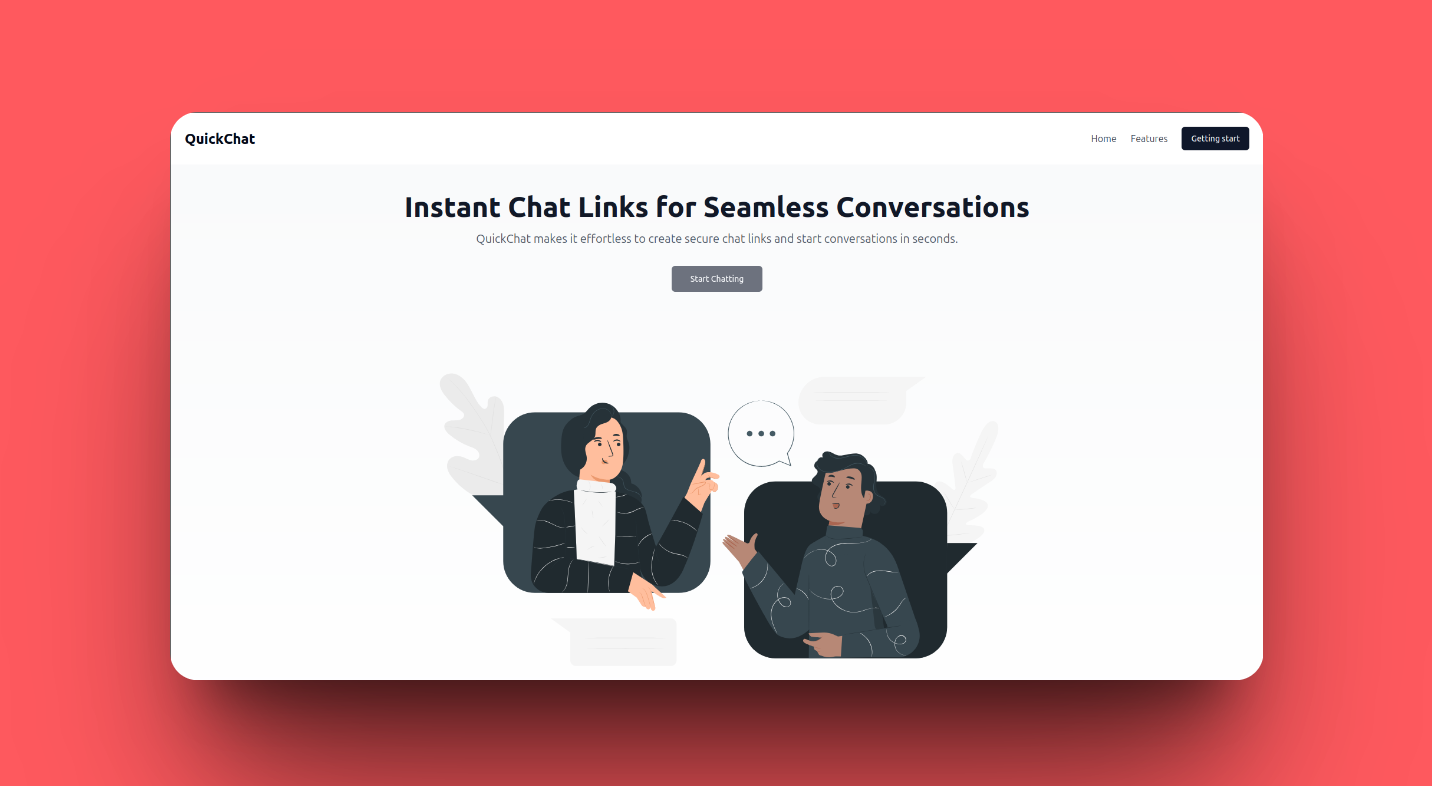 QuickChat
Home
Features
Getting start
Instant Chat Links for Seamless Conversations
QuickChat makes it effortless to create secure chat links and start conversations in seconds.
Start Chatting